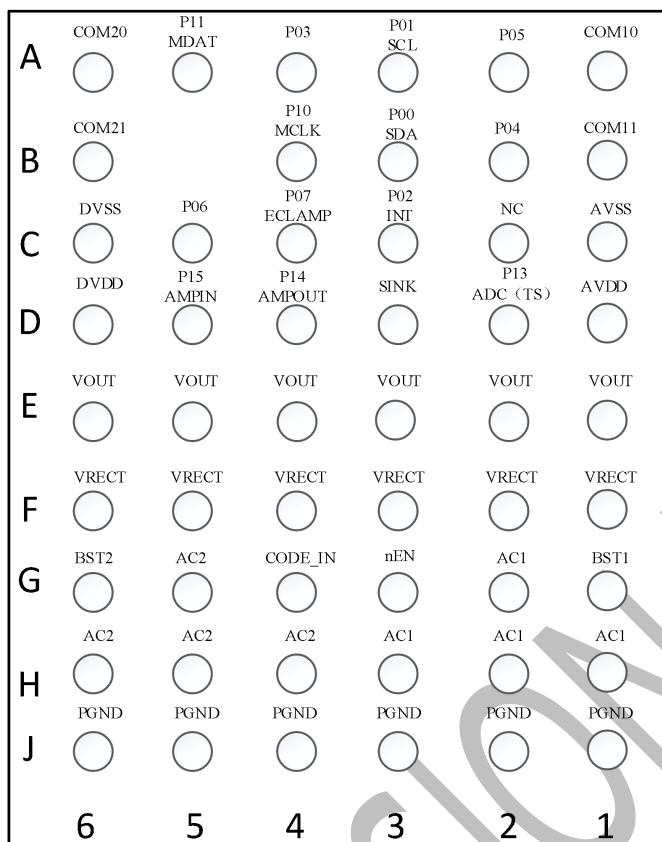 COM20 P11 P03 P01 P05 COM10
MDAT SCL
A
COM21 P10 P00 P04 COM11
MCLK SDA
B
DVSS P06 P07 P02 NC AVSS
ECLAMP INT
C
DVDD P15 P14 SINK P13 AVDD
AMPIN AMPOUT ADC（TS）
D
VOUT VOUT VOUT VOUT VOUT VOUT
E
VRECT VRECT VRECT VRECT VRECT VRECT
F
BST2 AC2 CODE_IN nEN AC1 BST1
G
AC2 AC2 AC2 AC1 AC1 AC1
H
PGND PGND PGND PGND PGND PGND
J
6 5 4 3 2 1
SION